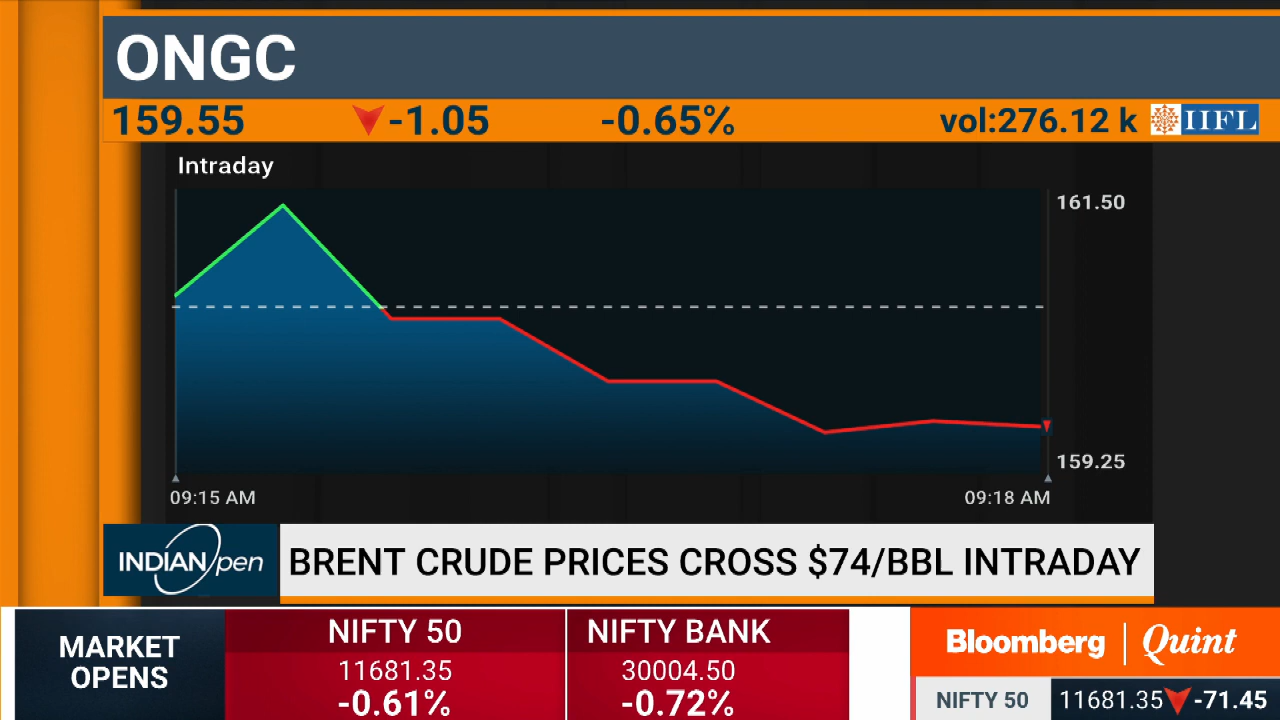 ONGC
159.55 -1.05 -0.65% vol:276.12 k IIFL
Intraday
161.50
159.25
09:15 AM 09:18 AM
INDIAN Open BRENT CRUDE PRICES CROSS $74/BBL INTRADAY
MARKET OPENS
NIFTY 50
11681.35
-0.61%
NIFTY BANK
30004.50
-0.72%
Bloomberg | Quint
NIFTY 50 11681.35 -71.45